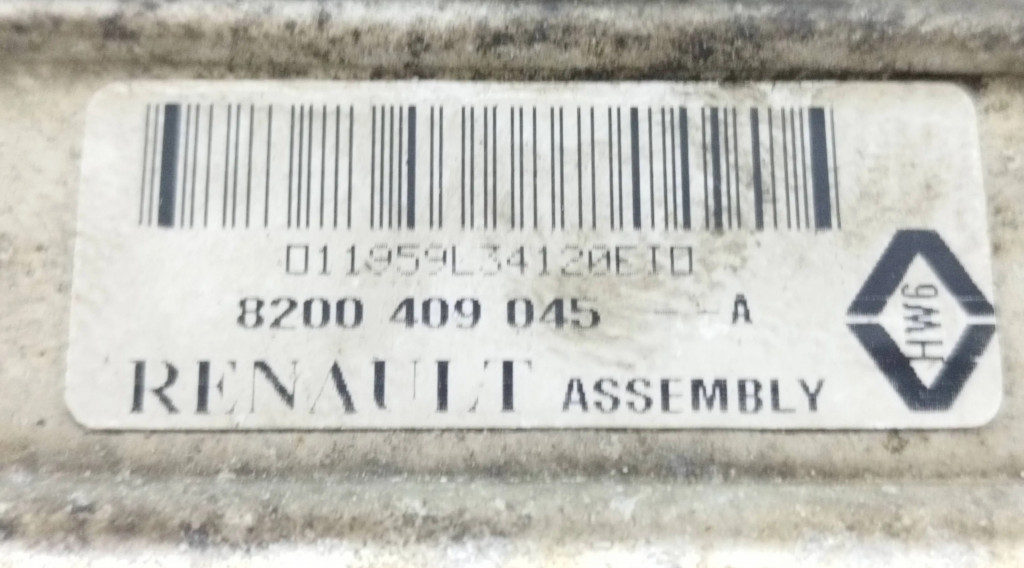 011959L34120EI0
8200 409 045 --A
RENAULT ASSEMBLY
HW6